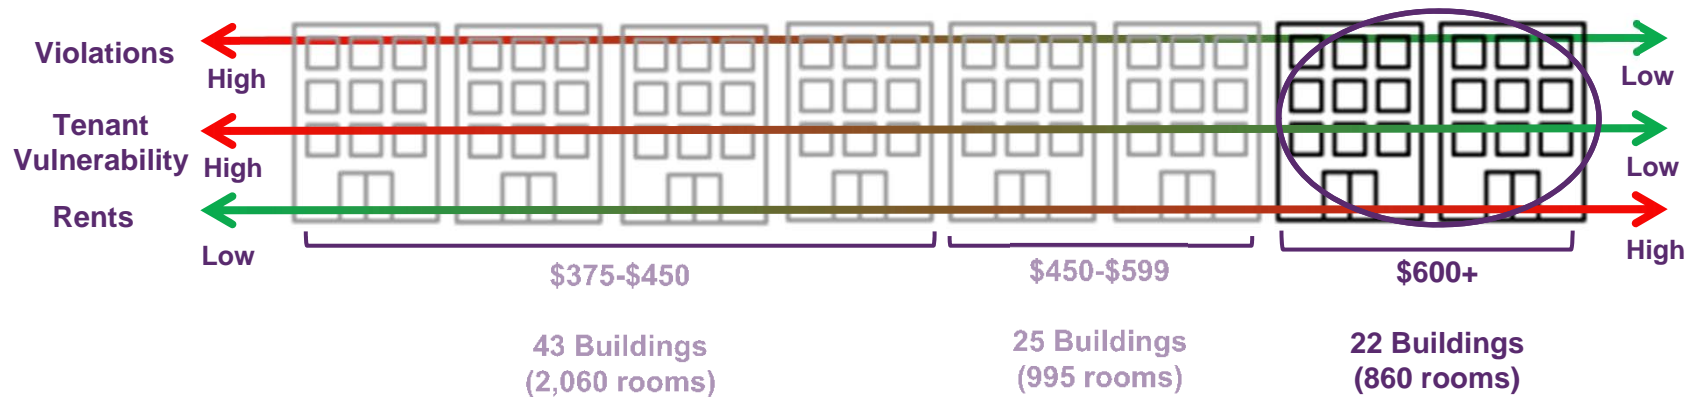 Violations
High
Low
Tenant
Vulnerability
High
Low
Rents
Low
High
$375-$450
$450-$599
$600+
43 Buildings
(2,060 rooms)
25 Buildings
(995 rooms)
22 Buildings
(860 rooms)